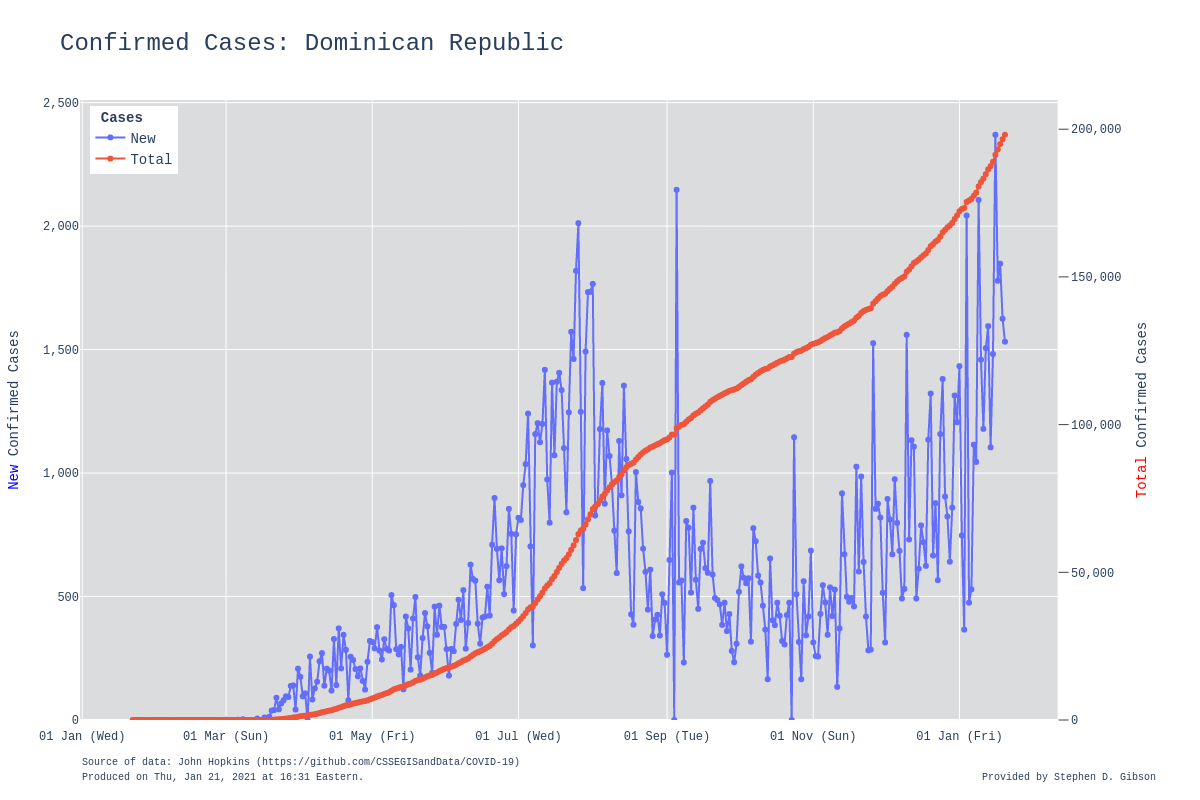 Confirmed Cases: Dominican Republic
2,500
2,000
1,500
1,000
500
0
New Confirmed Cases
Cases
New
Total
200,000
150,000
100,000
50,000
0
Total Confirmed Cases
01 Jan (Wed)
01 Mar (Sun)
01 May (Fri)
01 Jul (Wed)
01 Sep (Tue)
01 Nov (Sun)
01 Jan (Fri)
Source of data: John Hopkins (https://github.com/CSSEGISandData/COVID-19)
Produced on Thu, Jan 21, 2021 at 16:31 Eastern.
Provided by Stephen D. Gibson